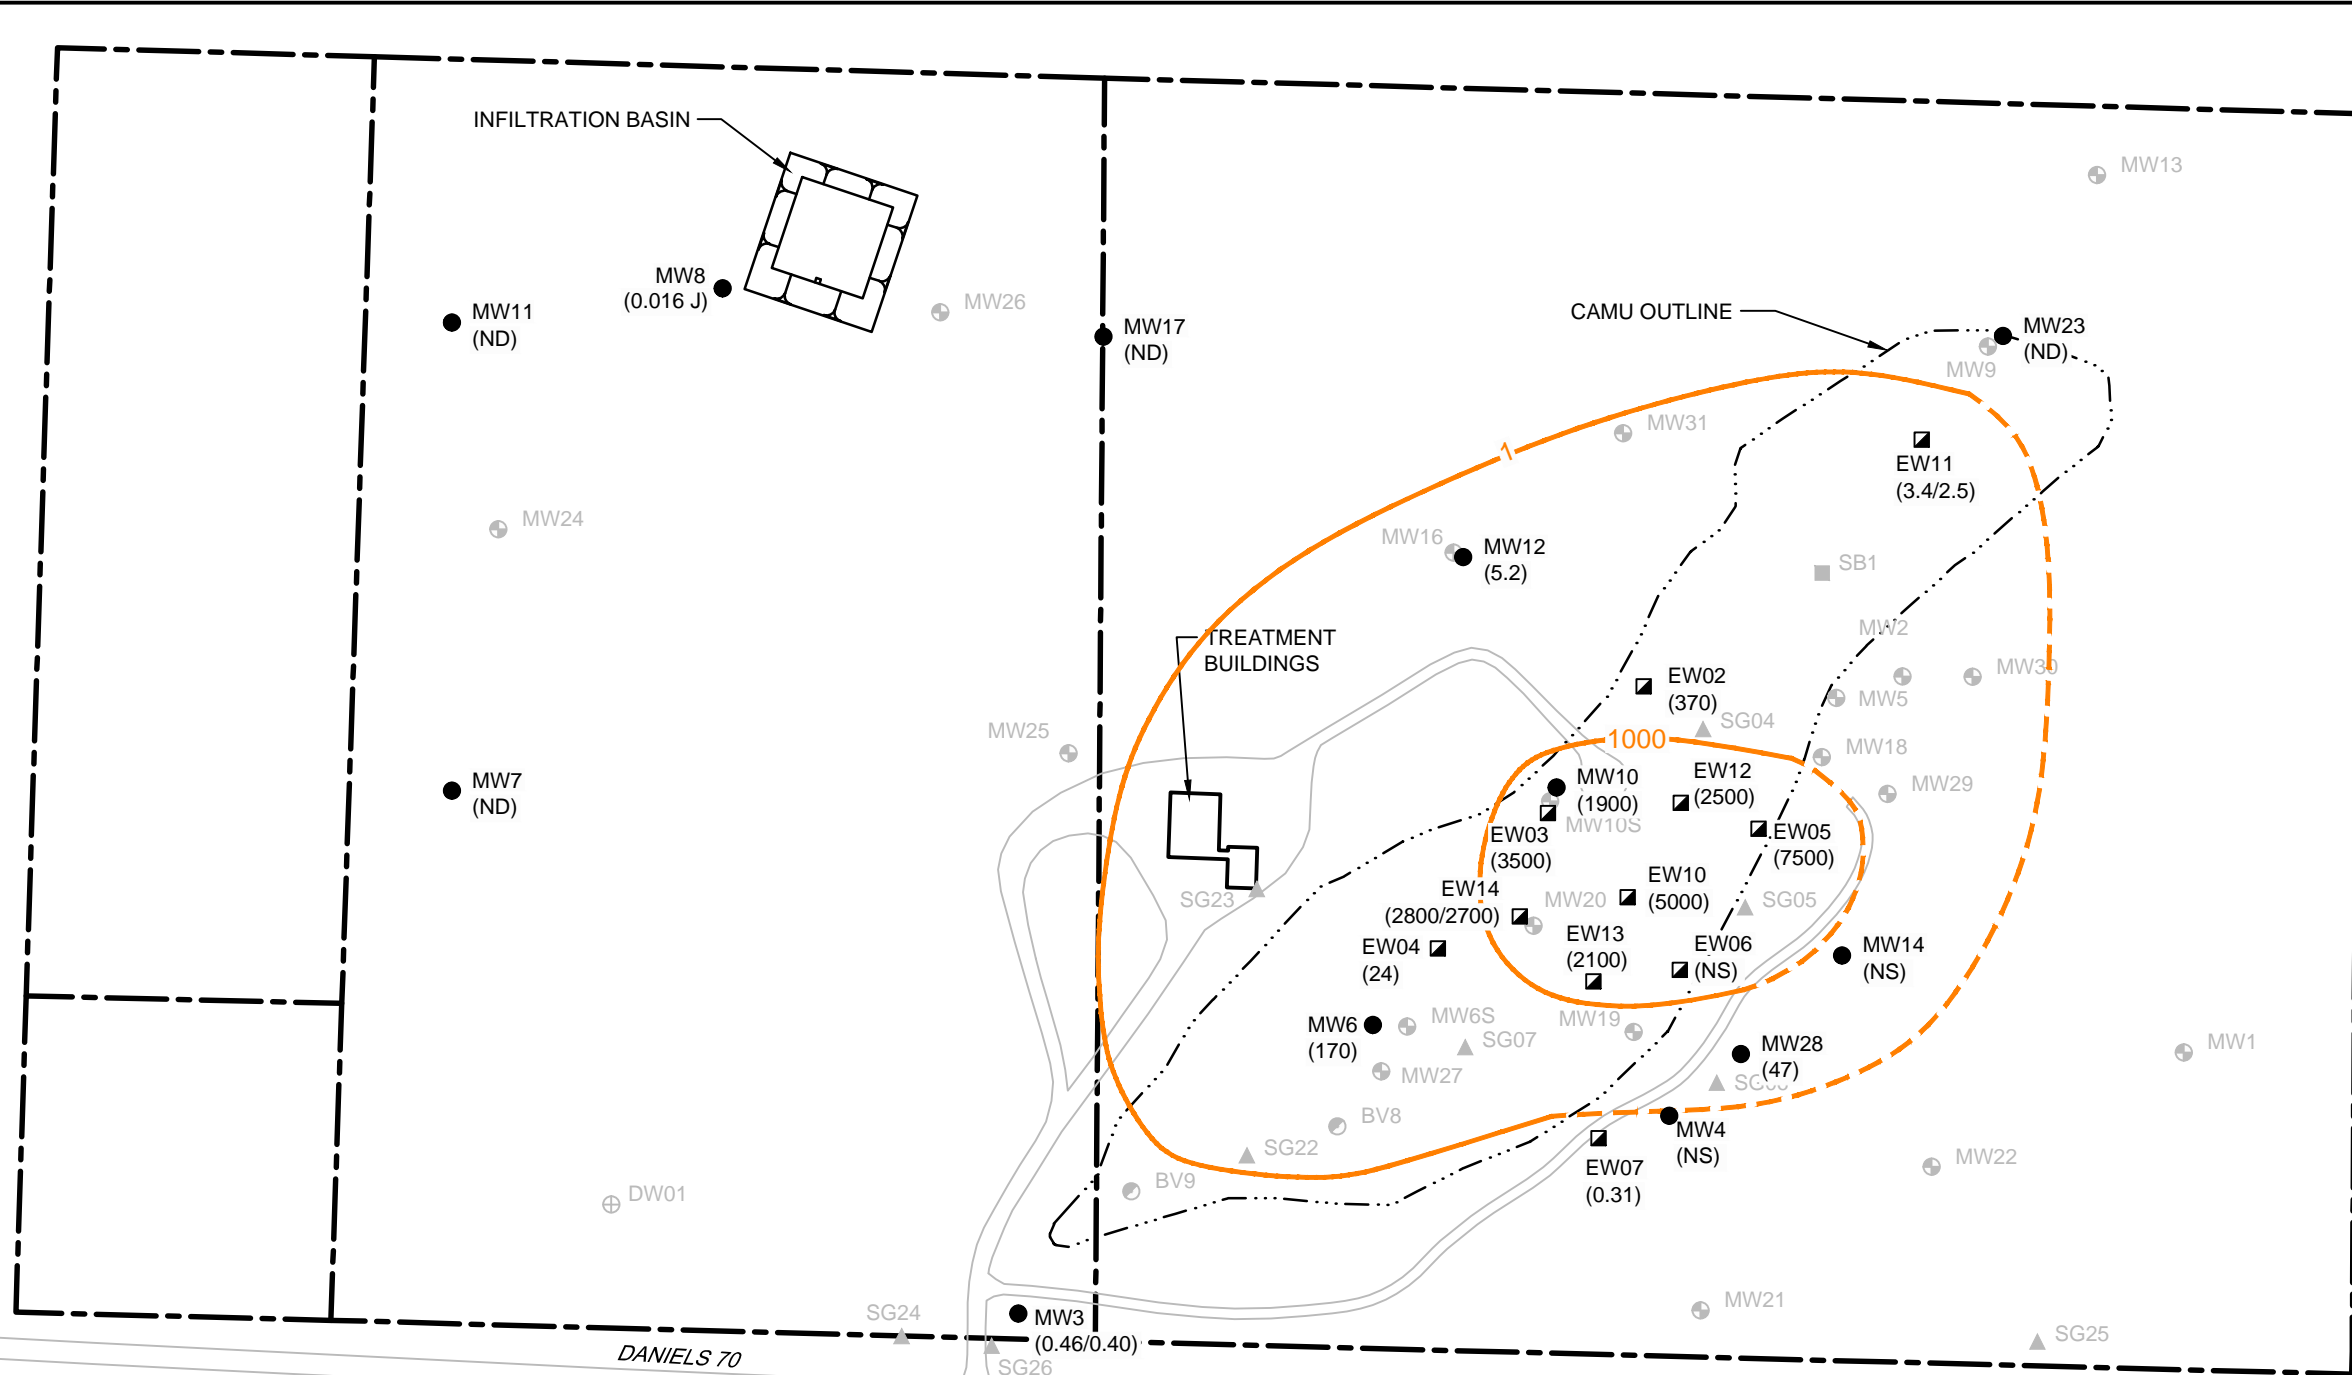 INFILTRATION BASIN
MW13
MW8
(0.016 J)
MW11
(ND)
MW26
MW17
(ND)
CAMU OUTLINE
MW23
(ND)
MW9
MW31
1
EW11
(3.4/2.5)
MW24
MW16
MW12
(5.2)
SB1
MW2
TREATMENT
BUILDINGS
MW30
EW02
(370)
MW5
SG04
MW25
1000
MW18
MW7
(ND)
MW10
(1900)
EW12
(2500)
MW29
MW10S
EW03
(3500)
EW05
(7500)
EW14
(2800/2700)
EW10
(5000)
SG23
MW20
SG05
EW04
(24)
EW13
(2100)
EW06
(NS)
MW14
(NS)
MW6
(170)
MW6S
MW19
SG07
MW28
(47)
MW1
MW27
BV8
MW4
(NS)
SG22
EW07
(0.31)
MW22
BV9
DW01
MW21
SG24
MW3
(0.46/0.40)
SG25
DANIELS 70
SG26